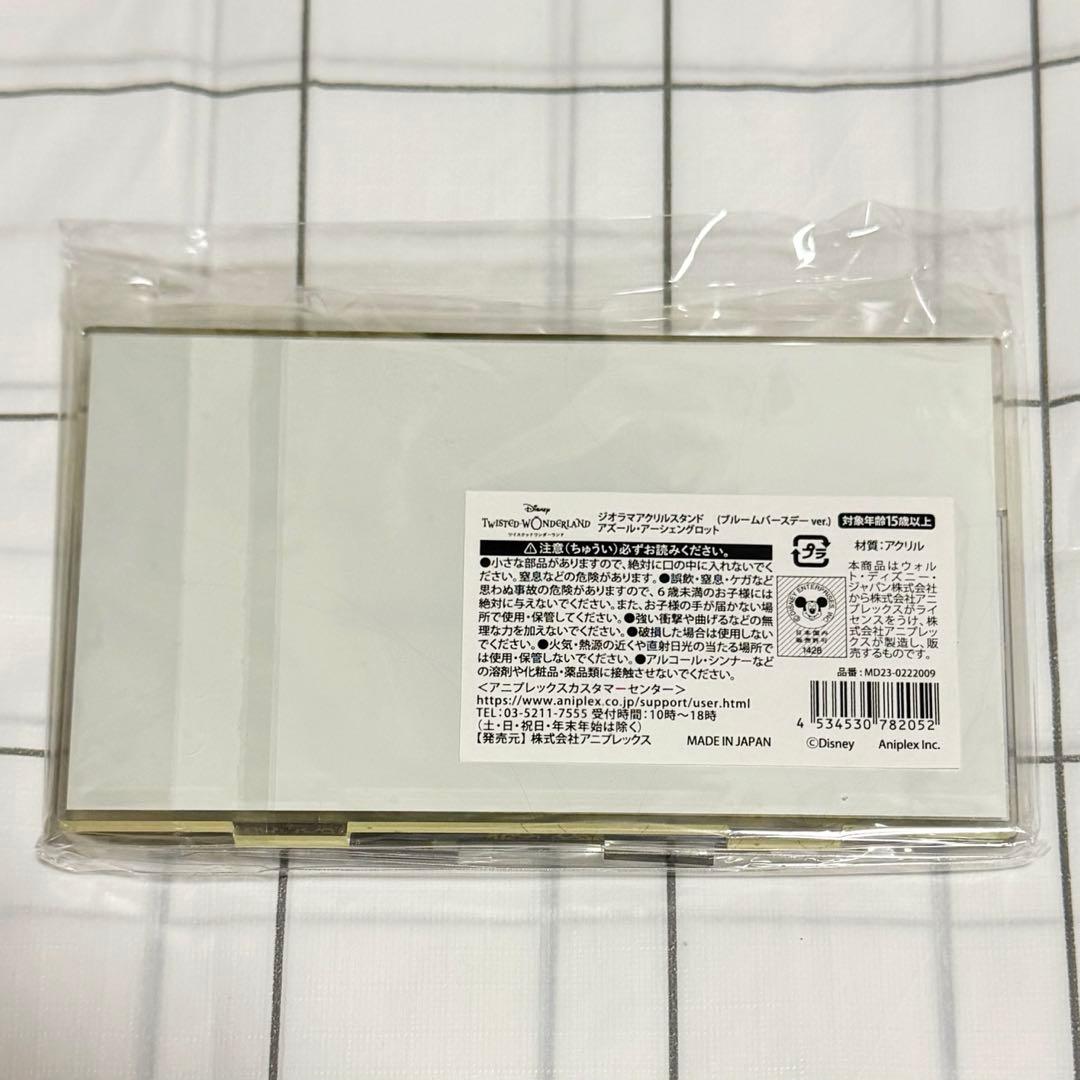 Disney
TWISTED-WONDERLAND
ツイステッドワンダーランド
ジオラマアクリルスタンド (ブルームバースデー ver.)
アズール・アーシェングロット
対象年齢15歳以上
⚠注意(ちゅうい)必ずお読みください。
●小さな部品がありますので、絶対に口の中に入れないでく
ださい。窒息などの危険があります。●誤飲・窒息・ケガなど
思わぬ事故の危険がありますので、6歳未満のお子様には
絶対に与えないでください。また、お子様の手が届かない場
所で使用・保管してください。●強い衝撃や曲げるなどの無
理な力を加えないでください。●破損した場合は使用しない
でください。●火気・熱源の近くや直射日光の当たる場所で
は使用・保管しないでください。●アルコール・シンナーなど
の溶剤や化粧品・薬品類に接触させないでください。
<アニプレックスカスタマーセンター>
https://www.aniplex.co.jp/support/user.html
TEL:03-5211-7555 受付時間:10時~18時
(土・日・祝日・年末年始は除く)
【発売元】株式会社アニプレックス MADE IN JAPAN
プラ
材質:アクリル
日本国内
販売許可
1428
本商品はウォル
ト・ディズニー・
ジャパン株式会社
から株式会社アニ
プレックスがライ
センスをうけ、株
式会社アニプレッ
クスが製造し、販
売するものです。
品番:MD23-0222009
4 534530 782052
©Disney Aniplex Inc.